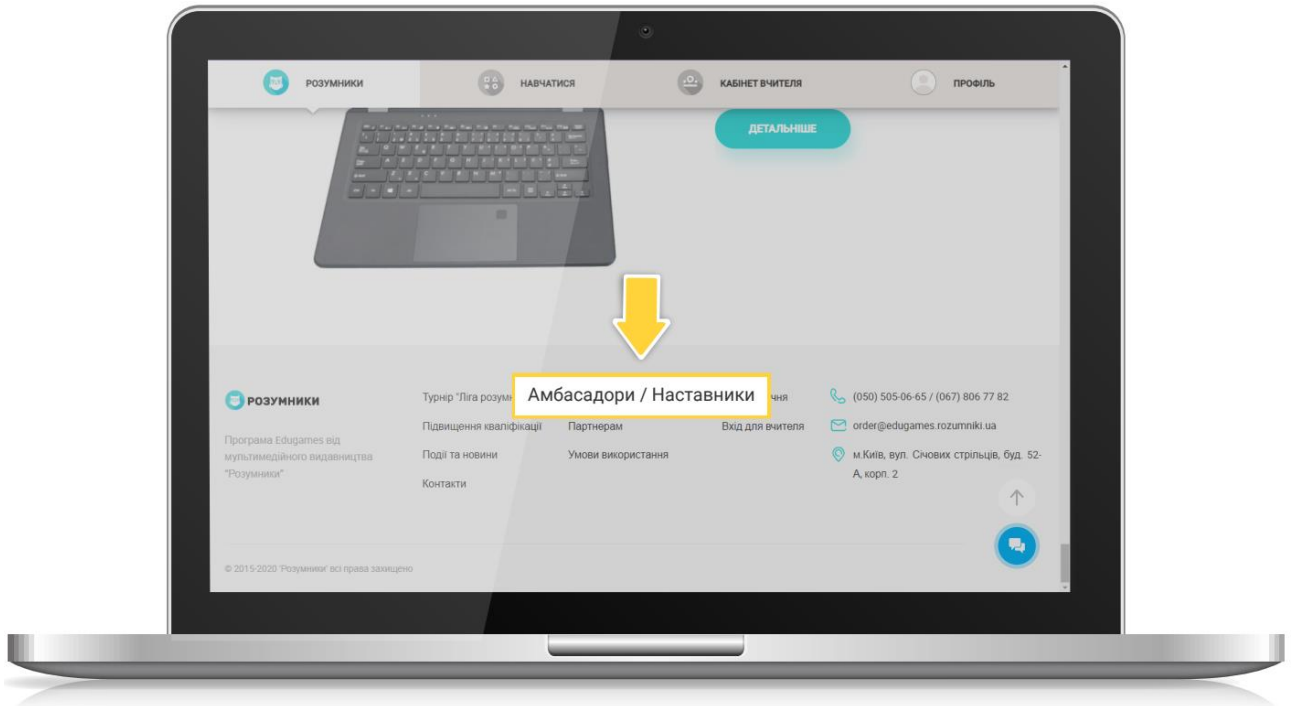 РОЗУМНИКИ
НАВЧАТИСЯ
КАБІНЕТ ВЧИТЕЛЯ
ПРОФІЛЬ
ДЕТАЛЬНІШЕ
РОЗУМНИКИ
Програма Edugames від
мультимедійного видавництва
"Розумники"
Турнір "Ліга
Підвищення кваліфікації
Події та новини
Контакти
Амбасадори / Наставники
Партнерам
Умови використання
Вхід для вчителя
(050) 505-06-65 / (067) 806 77 82
order@edugames.rozumniki.ua
м.Київ, вул. Січових стрільців, буд. 52-
А, корп. 2
© 2015-2020 'Розумники' всі права захищено